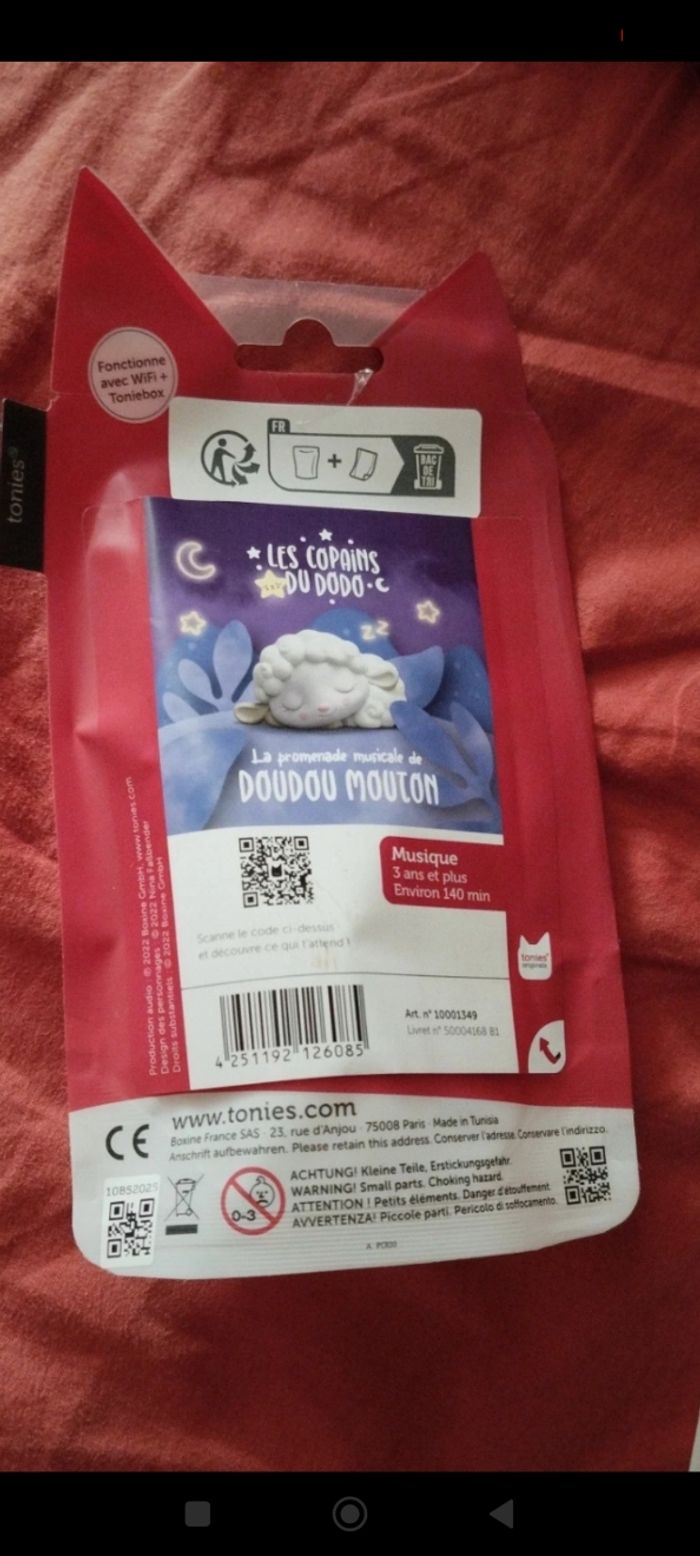 Fonctionne
avec WiFi +
Toniebox
tonies®
FR
BAC
DE
TRI
LES COPAINS
DU DODO
zzz
z z
La promenade musicale de
DOUDOU MOUTON
Musique
3 ans et plus
Environ 140 min
Scanne le code ci-dessus
et découvre ce qui t'attend !
tonies®
originals
Production audio : ℗ 2022 Boxine GmbH, www.tonies.com
Design des personnages : © 2022 Nina Faßbender
Droits substantiels : © 2022 Boxine GmbH
4 251192 126085
Art. n° 10001349
Livret n° 50004168 B1
www.tonies.com
CE
Boxine France SAS · 23, rue d'Anjou · 75008 Paris · Made in Tunisia
Anschrift aufbewahren. Please retain this address. Conserver l'adresse. Conservare l'indirizzo.
10B52025
0-3
ACHTUNG! Kleine Teile, Erstickungsgefahr.
WARNING! Small parts. Choking hazard.
ATTENTION ! Petits éléments. Danger d'étouffement.
AVVERTENZA! Piccole parti. Pericolo di soffocamento.